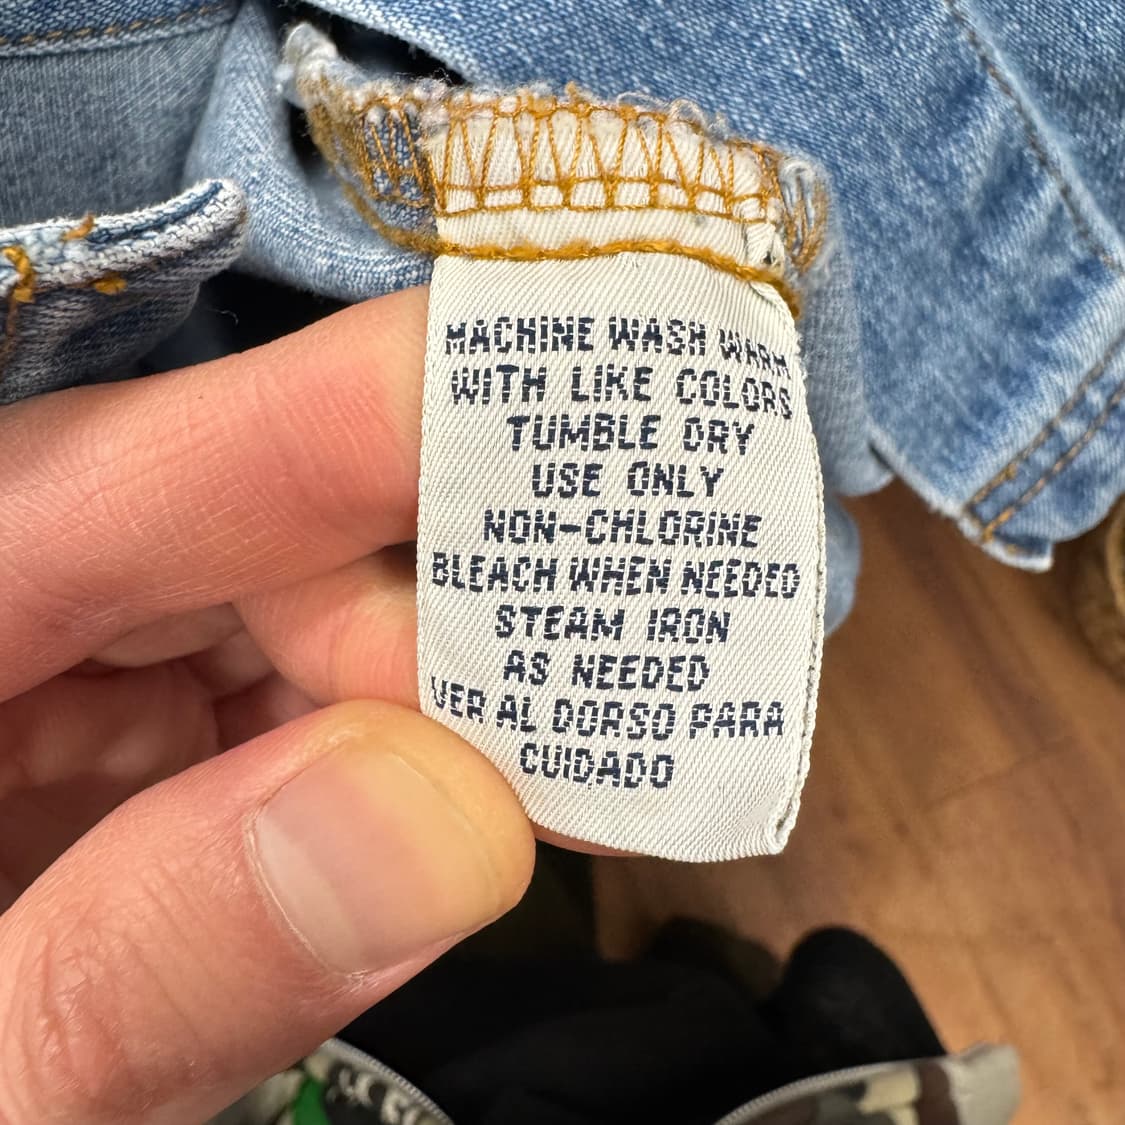 MACHINE WASH WARM
WITH LIKE COLORS
TUMBLE DRY
USE ONLY
NON-CHLORINE
BLEACH WHEN NEEDED
STEAM IRON
AS NEEDED
VER AL DORSO PARA
CUIDADO